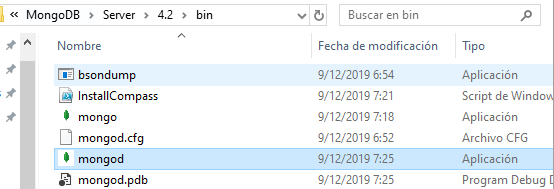 « MongoDB > Server > 4.2 > bin Buscar en bin
Nombre Fecha de modificación Tipo
bsondump 9/12/2019 6:54 Aplicación
InstallCompass 9/12/2019 7:21 Script de Window
mongo 9/12/2019 7:18 Aplicación
mongod.cfg 9/12/2019 6:52 Archivo CFG
mongod 9/12/2019 7:25 Aplicación
mongod.pdb 9/12/2019 7:25 Program Debug D